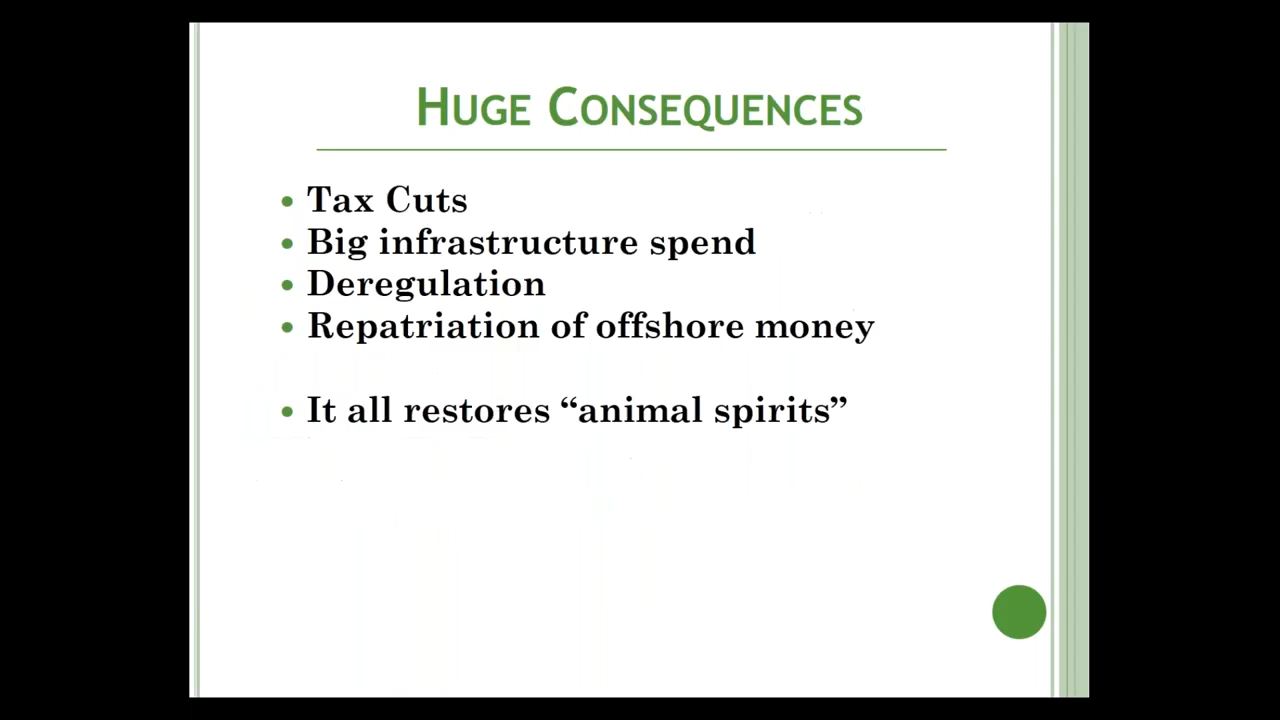 HUGE CONSEQUENCES
• Tax Cuts
• Big infrastructure spend
• Deregulation
• Repatriation of offshore money
• It all restores “animal spirits”